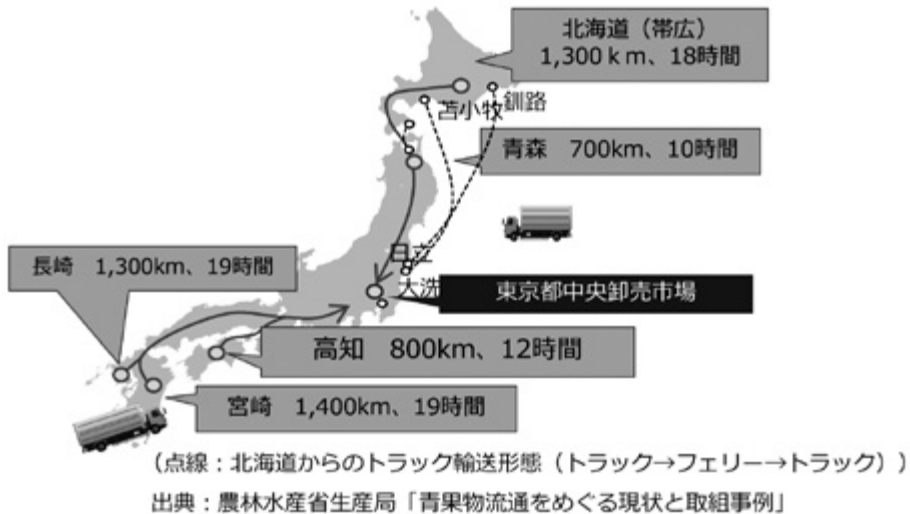 北海道（帯広）
1,300ｋｍ、18時間
釧路
苫小牧
青森　700km、10時間
日立
長崎　1,300km、19時間
大洗
東京都中央卸売市場
高知　800km、12時間
宮崎　1,400km、19時間
（点線：北海道からのトラック輸送形態（トラック→フェリー→トラック））
出典：農林水産省生産局「青果物流通をめぐる現状と取組事例」